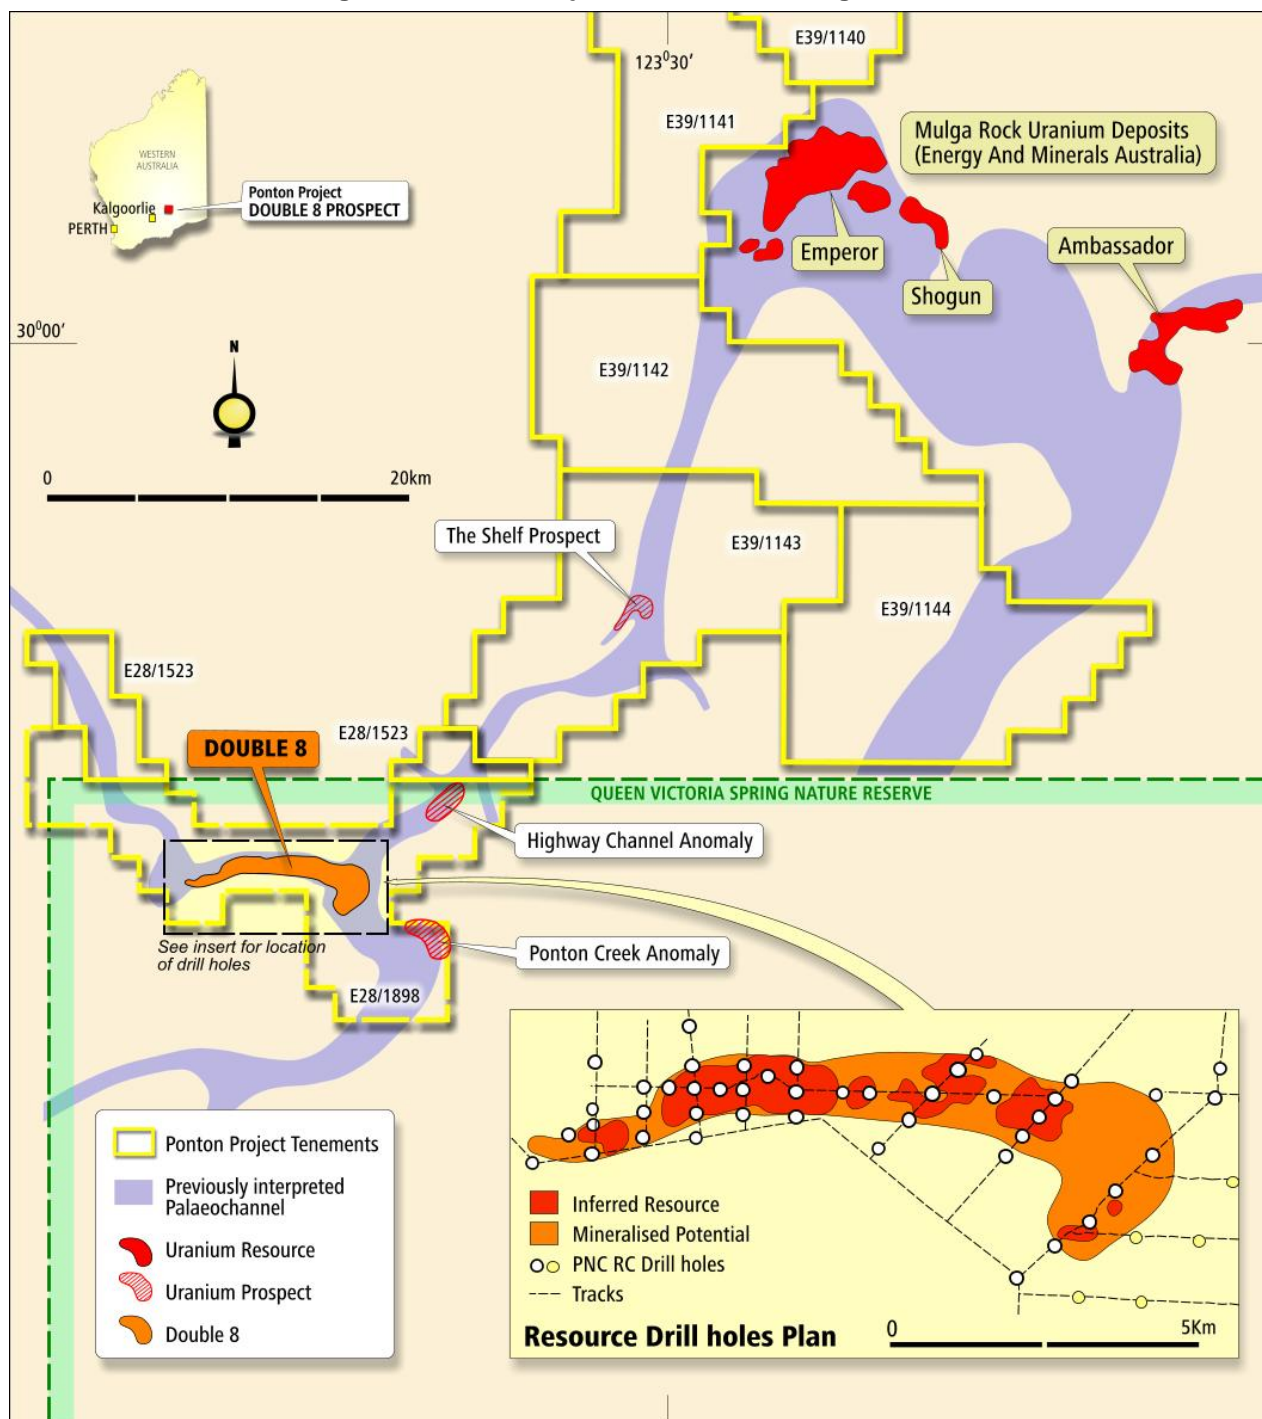 E39/1140
123⁰30’
E39/1141
Mulga Rock Uranium Deposits
(Energy And Minerals Australia)
WESTERN
AUSTRALIA
Ponton Project
DOUBLE 8 PROSPECT
Kalgoorlie
PERTH
Emperor
Ambassador
Shogun
30⁰00’
N
E39/1142
0
20km
The Shelf Prospect
E39/1143
E39/1144
E28/1523
E28/1523
DOUBLE 8
QUEEN VICTORIA SPRING NATURE RESERVE
Highway Channel Anomaly
See insert for location
of drill holes
Ponton Creek Anomaly
E28/1898
Ponton Project Tenements
Previously interpreted
Palaeochannel
Uranium Resource
Uranium Prospect
Double 8
Inferred Resource
Mineralised Potential
PNC RC Drill holes
Tracks
Resource Drill holes Plan
0
5Km